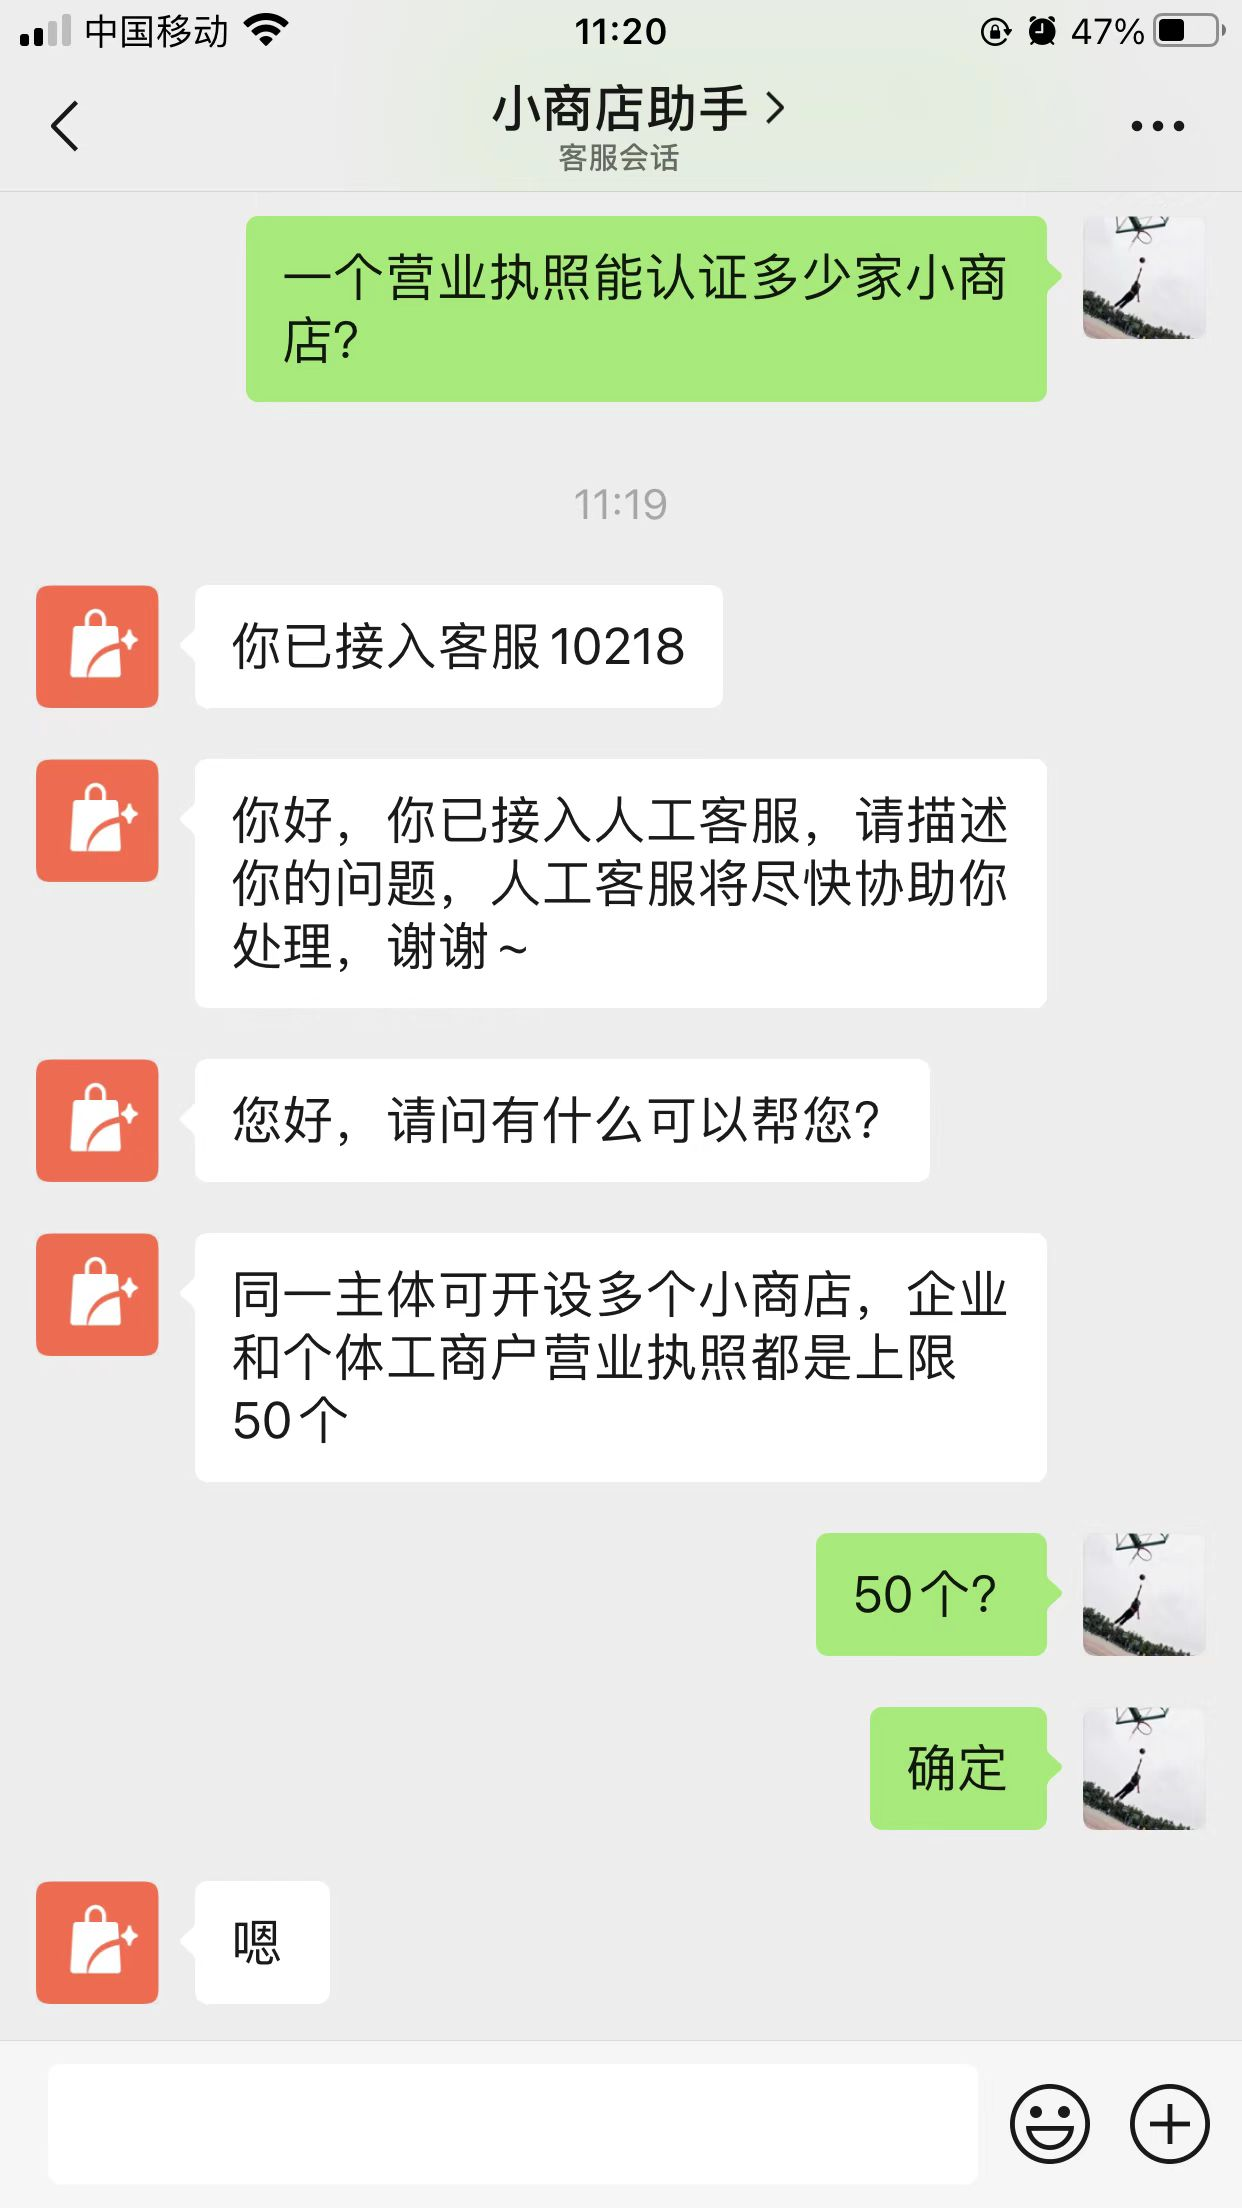 中国移动
11:20
47%
小商店助手
客服会话
一个营业执照能认证多少家小商
店?
11:19
你已接入客服10218
你好，你已接入人工客服，请描述
你的问题，人工客服将尽快协助你
处理，谢谢~
您好，请问有什么可以帮您?
同一主体可开设多个小商店，企业
和个体工商户营业执照都是上限
50个
50个?
确定
嗯